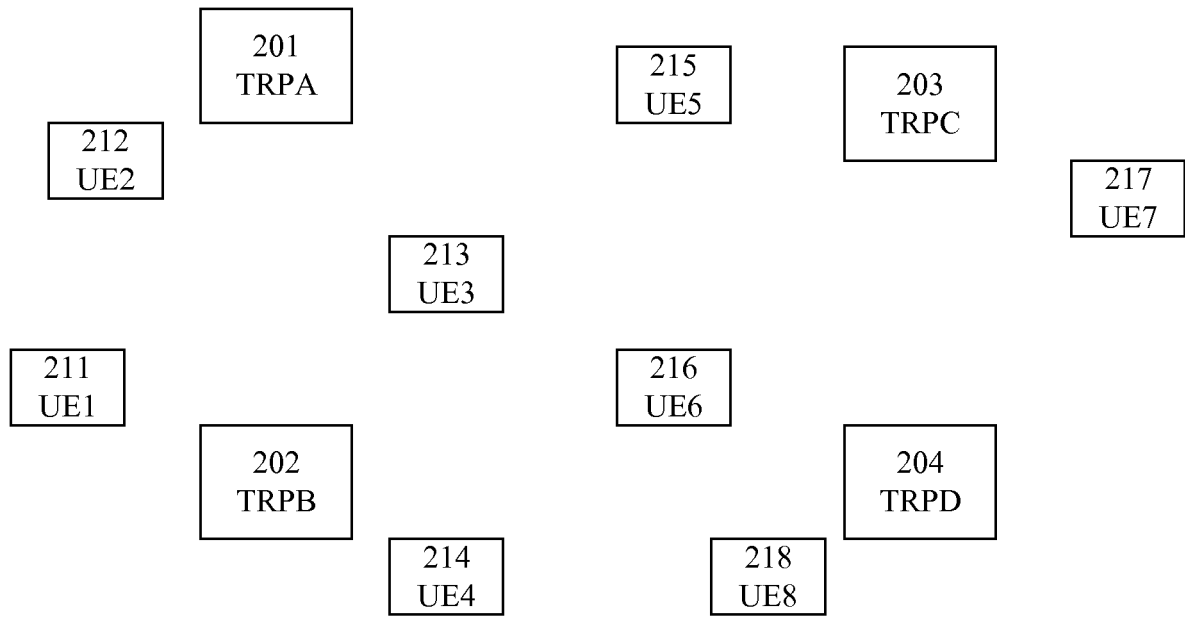 201
TRPA
215
UE5
203
TRPC
212
UE2
217
UE7
213
UE3
211
UE1
216
UE6
202
TRPB
204
TRPD
214
UE4
218
UE8